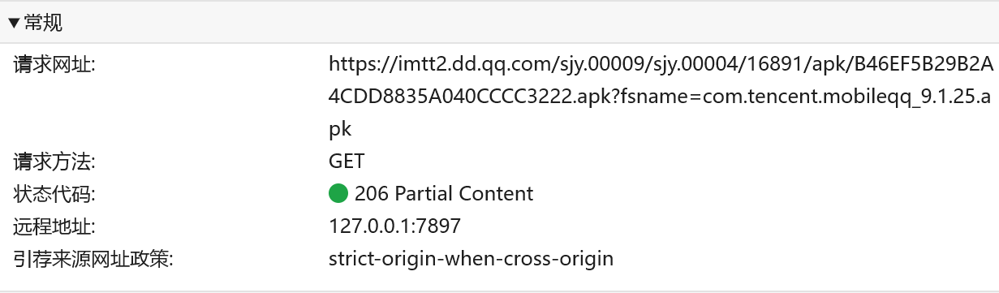 ▼常规
请求网址:
https://imtt2.dd.qq.com/sjy.00009/sjy.00004/16891/apk/B46EF5B29B2A
4CDD8835A040CCCC3222.apk?fsname=com.tencent.mobileqq_9.1.25.a
pk
请求方法:
GET
状态代码:
206 Partial Content
远程地址:
127.0.0.1:7897
引荐来源网址政策:
strict-origin-when-cross-origin